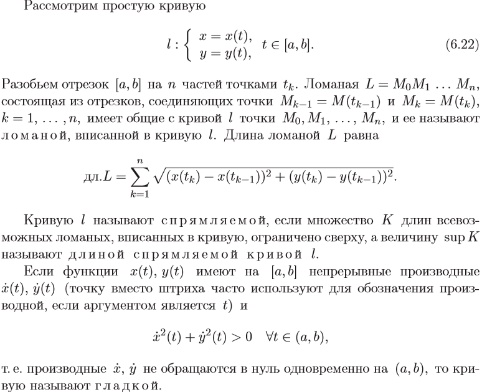 Рассмотрим простую кривую
l : { x = x(t), y = y(t), t ∈ [a, b]. (6.22)
Разобьем отрезок [a, b] на n частей точками t_k. Ломаная L = M_0M_1 ... M_n,
состоящая из отрезков, соединяющих точки M_{k−1} = M(t_{k−1}) и M_k = M(t_k),
k = 1, ..., n, имеет общие с кривой l точки M_0, M_1, ..., M_n, и ее называют
ломаной, вписанной в кривую l. Длина ломаной L равна
дл.L = \sum_{k=1}^{n} \sqrt{(x(t_k) − x(t_{k−1}))^2 + (y(t_k) − y(t_{k−1}))^2}.
Кривую l называют спрямляемой, если множество K длин всевоз-
можных ломаных, вписанных в кривую, ограничено сверху, а величину sup K
называют длиной спрямляемой кривой l.
Если функции x(t), y(t) имеют на [a, b] непрерывные производные
ẋ(t), ẏ(t) (точку вместо штриха часто используют для обозначения произ-
водной, если аргументом является t) и
ẋ²(t) + ẏ²(t) > 0 ∀t ∈ (a, b),
т. е. производные ẋ, ẏ не обращаются в нуль одновременно на (a, b), то кри-
вую называют гладкой.